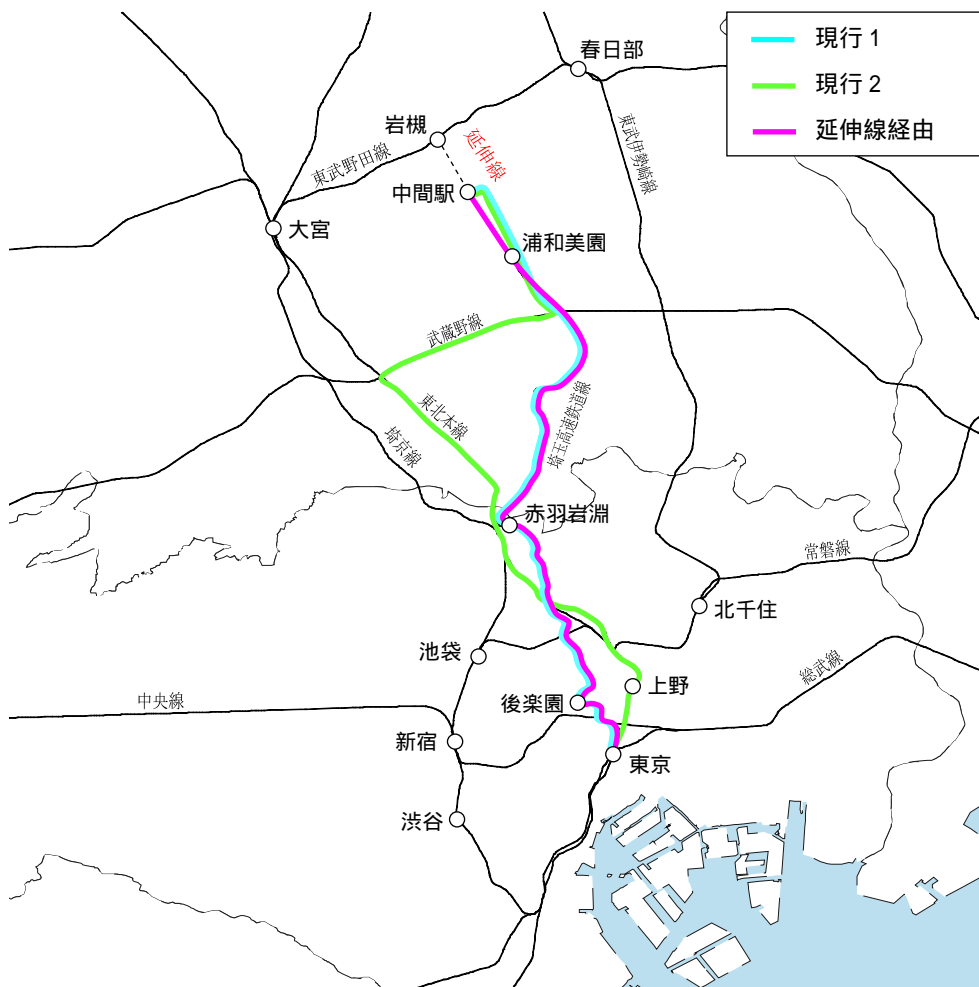 現行1
現行2
延伸線経由
春日部
岩槻
延伸線
東武野田線
東武伊勢崎線
中間駅
大宮
浦和美園
武蔵野線
東北本線
埼京線
埼玉高速鉄道線
赤羽岩淵
常磐線
北千住
池袋
総武線
上野
中央線
後楽園
新宿
東京
渋谷